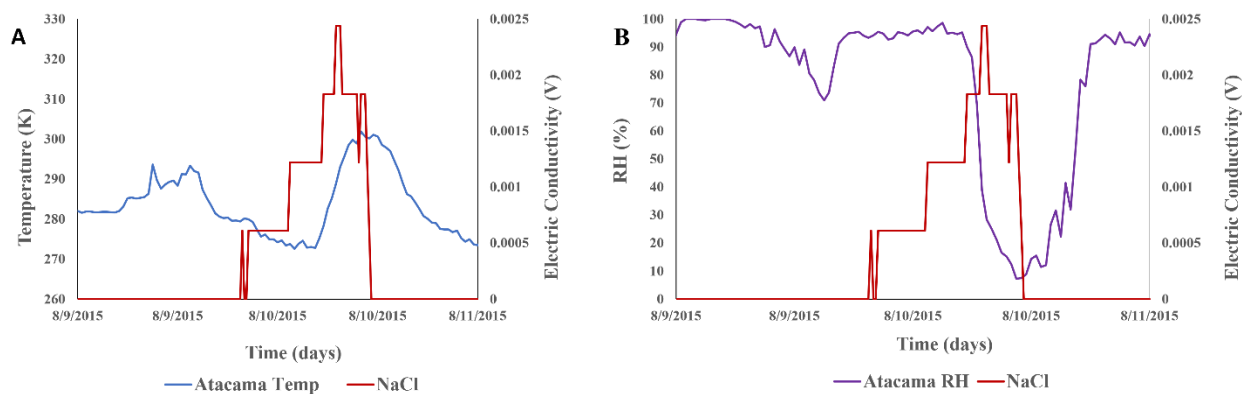 A
Temperature (K)
330
320
310
300
290
280
270
260
0.0025
0.002
0.0015
0.001
0.0005
0
Electric Conductivity (V)
8/9/2015 8/9/2015 8/10/2015 8/10/2015 8/11/2015
Time (days)
Atacama Temp NaCl
B
RH (%)
100
90
80
70
60
50
40
30
20
10
0
0.0025
0.002
0.0015
0.001
0.0005
0
Electric Conductivity (V)
8/9/2015 8/9/2015 8/10/2015 8/10/2015 8/11/2015
Time (days)
Atacama RH NaCl